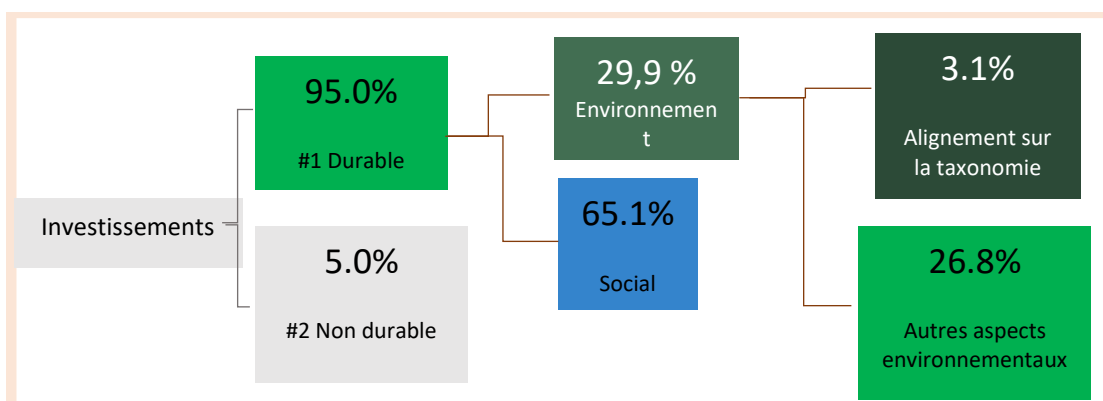 Investissements
95.0%
#1 Durable
5.0%
#2 Non durable
29,9 %
Environnemen
t
65.1%
Social
3.1%
Alignement sur
la taxonomie
26.8%
Autres aspects
environnementaux